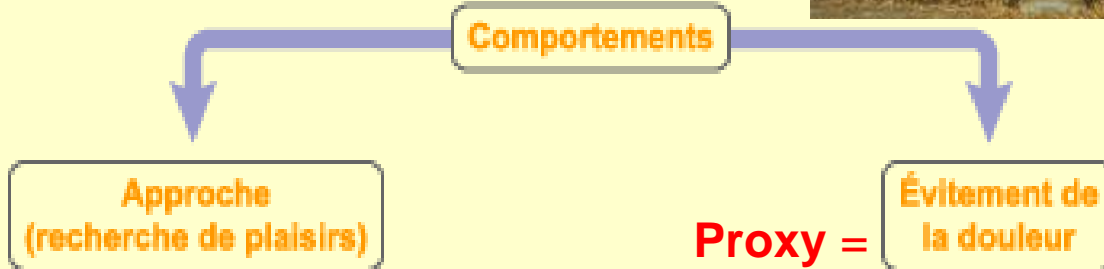 Comportements
Approche
(recherche de plaisirs)
Proxy =
Évitement de
la douleur